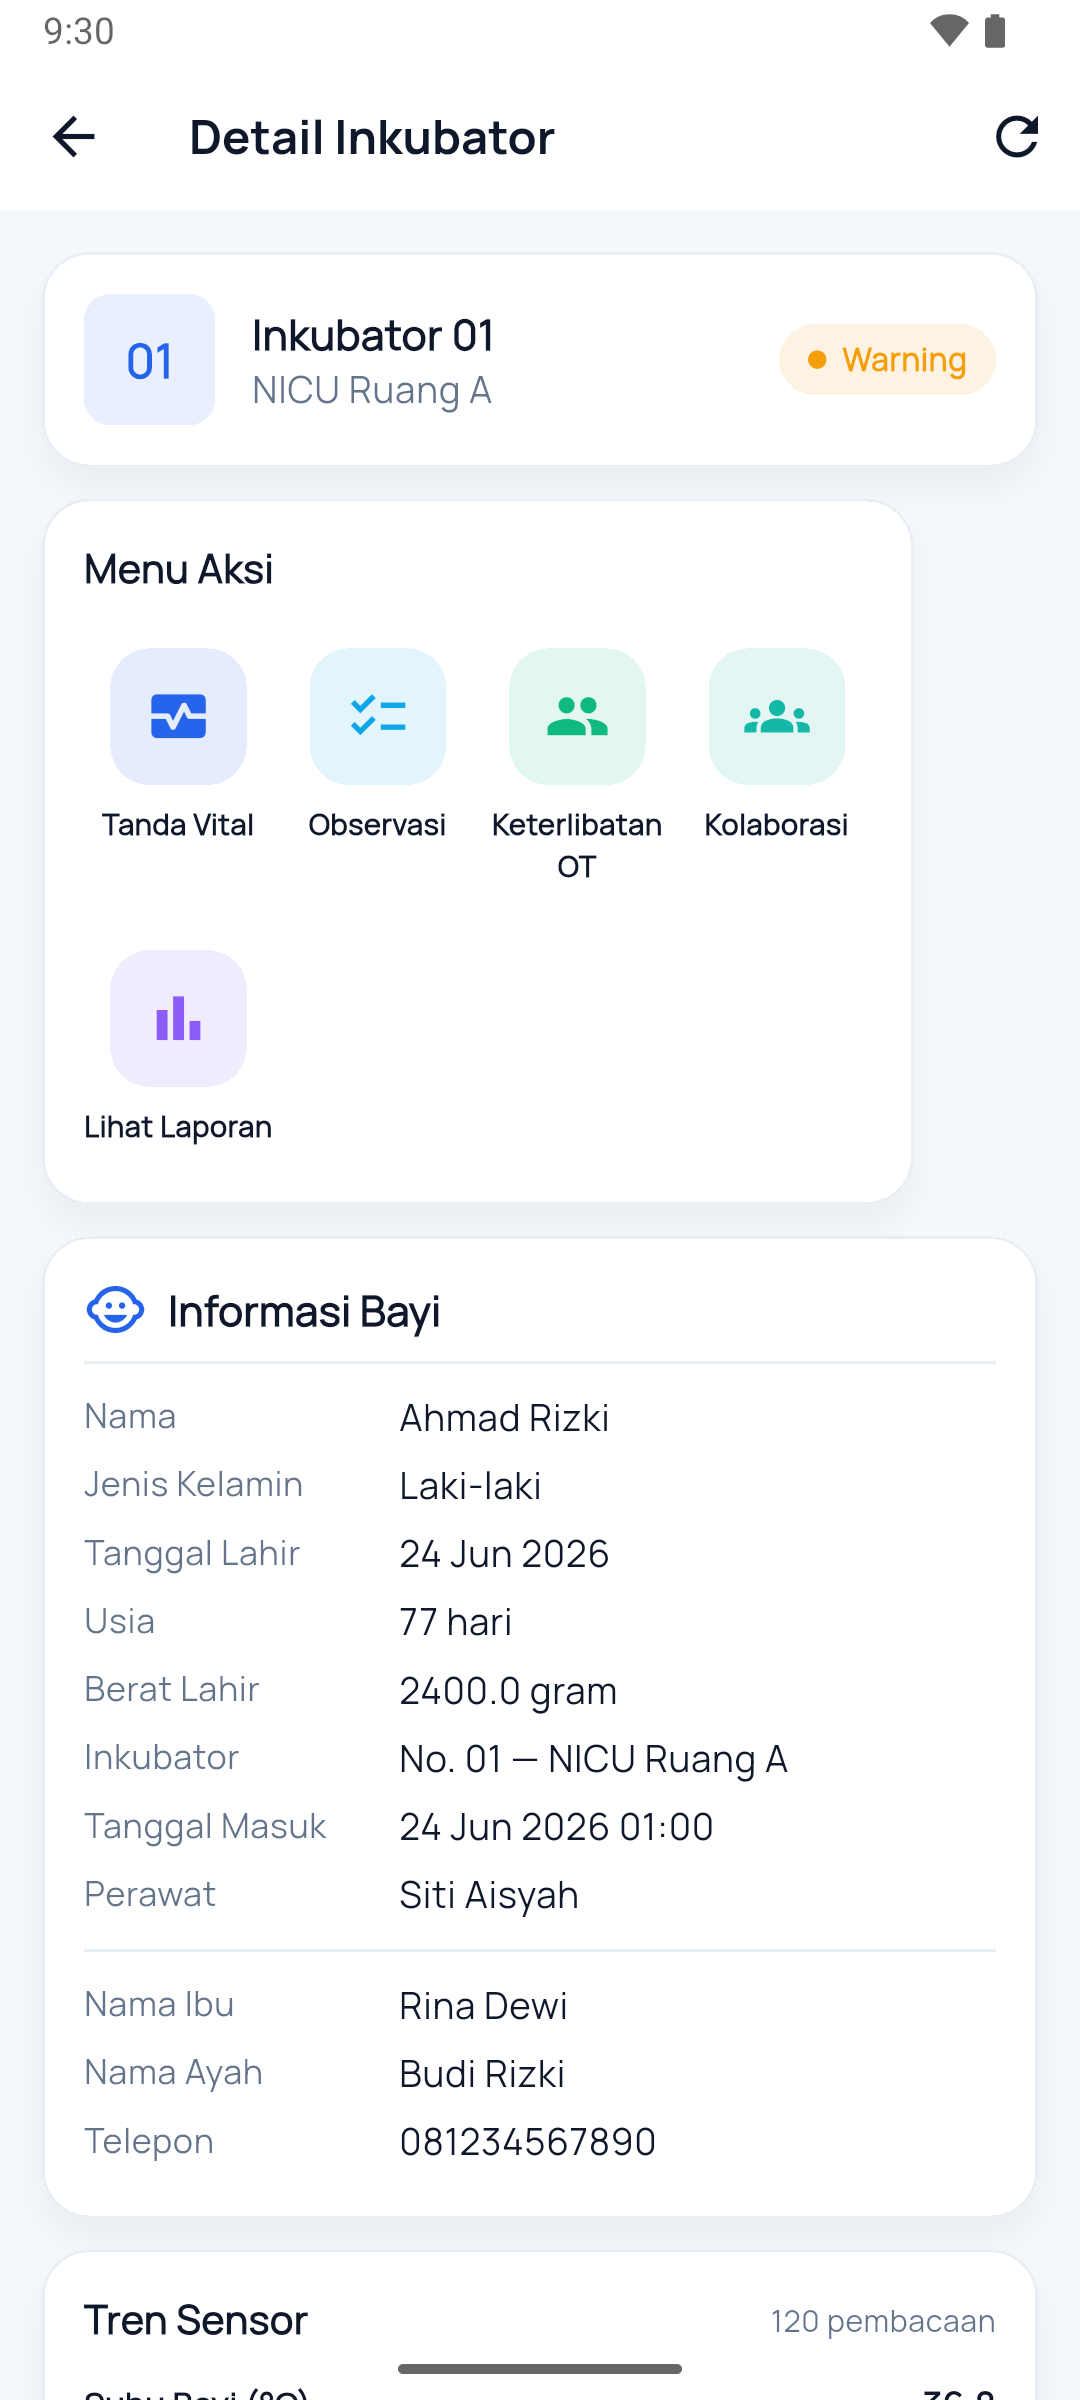 9:30
Detail Inkubator
01
Inkubator 01
NICU Ruang A
Warning
Menu Aksi
Tanda Vital
Observasi
Keterlibatan
OT
Kolaborasi
Lihat Laporan
Informasi Bayi
Nama Ahmad Rizki
Jenis Kelamin Laki-laki
Tanggal Lahir 24 Jun 2026
Usia 77 hari
Berat Lahir 2400.0 gram
Inkubator No. 01 — NICU Ruang A
Tanggal Masuk 24 Jun 2026 01:00
Perawat Siti Aisyah
Nama Ibu Rina Dewi
Nama Ayah Budi Rizki
Telepon 081234567890
Tren Sensor 120 pembacaan
Suhu Bayi (°C)